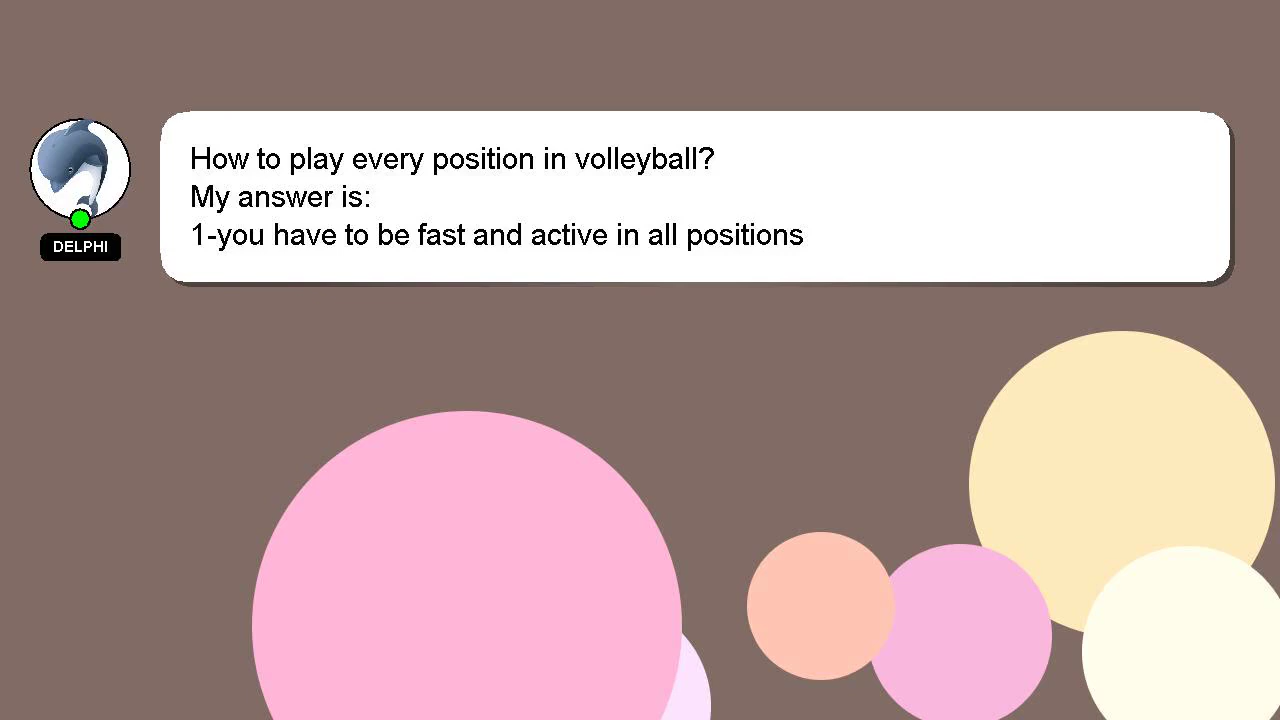 How to play every position in volleyball?
My answer is:
1-you have to be fast and active in all positions
DELPHI